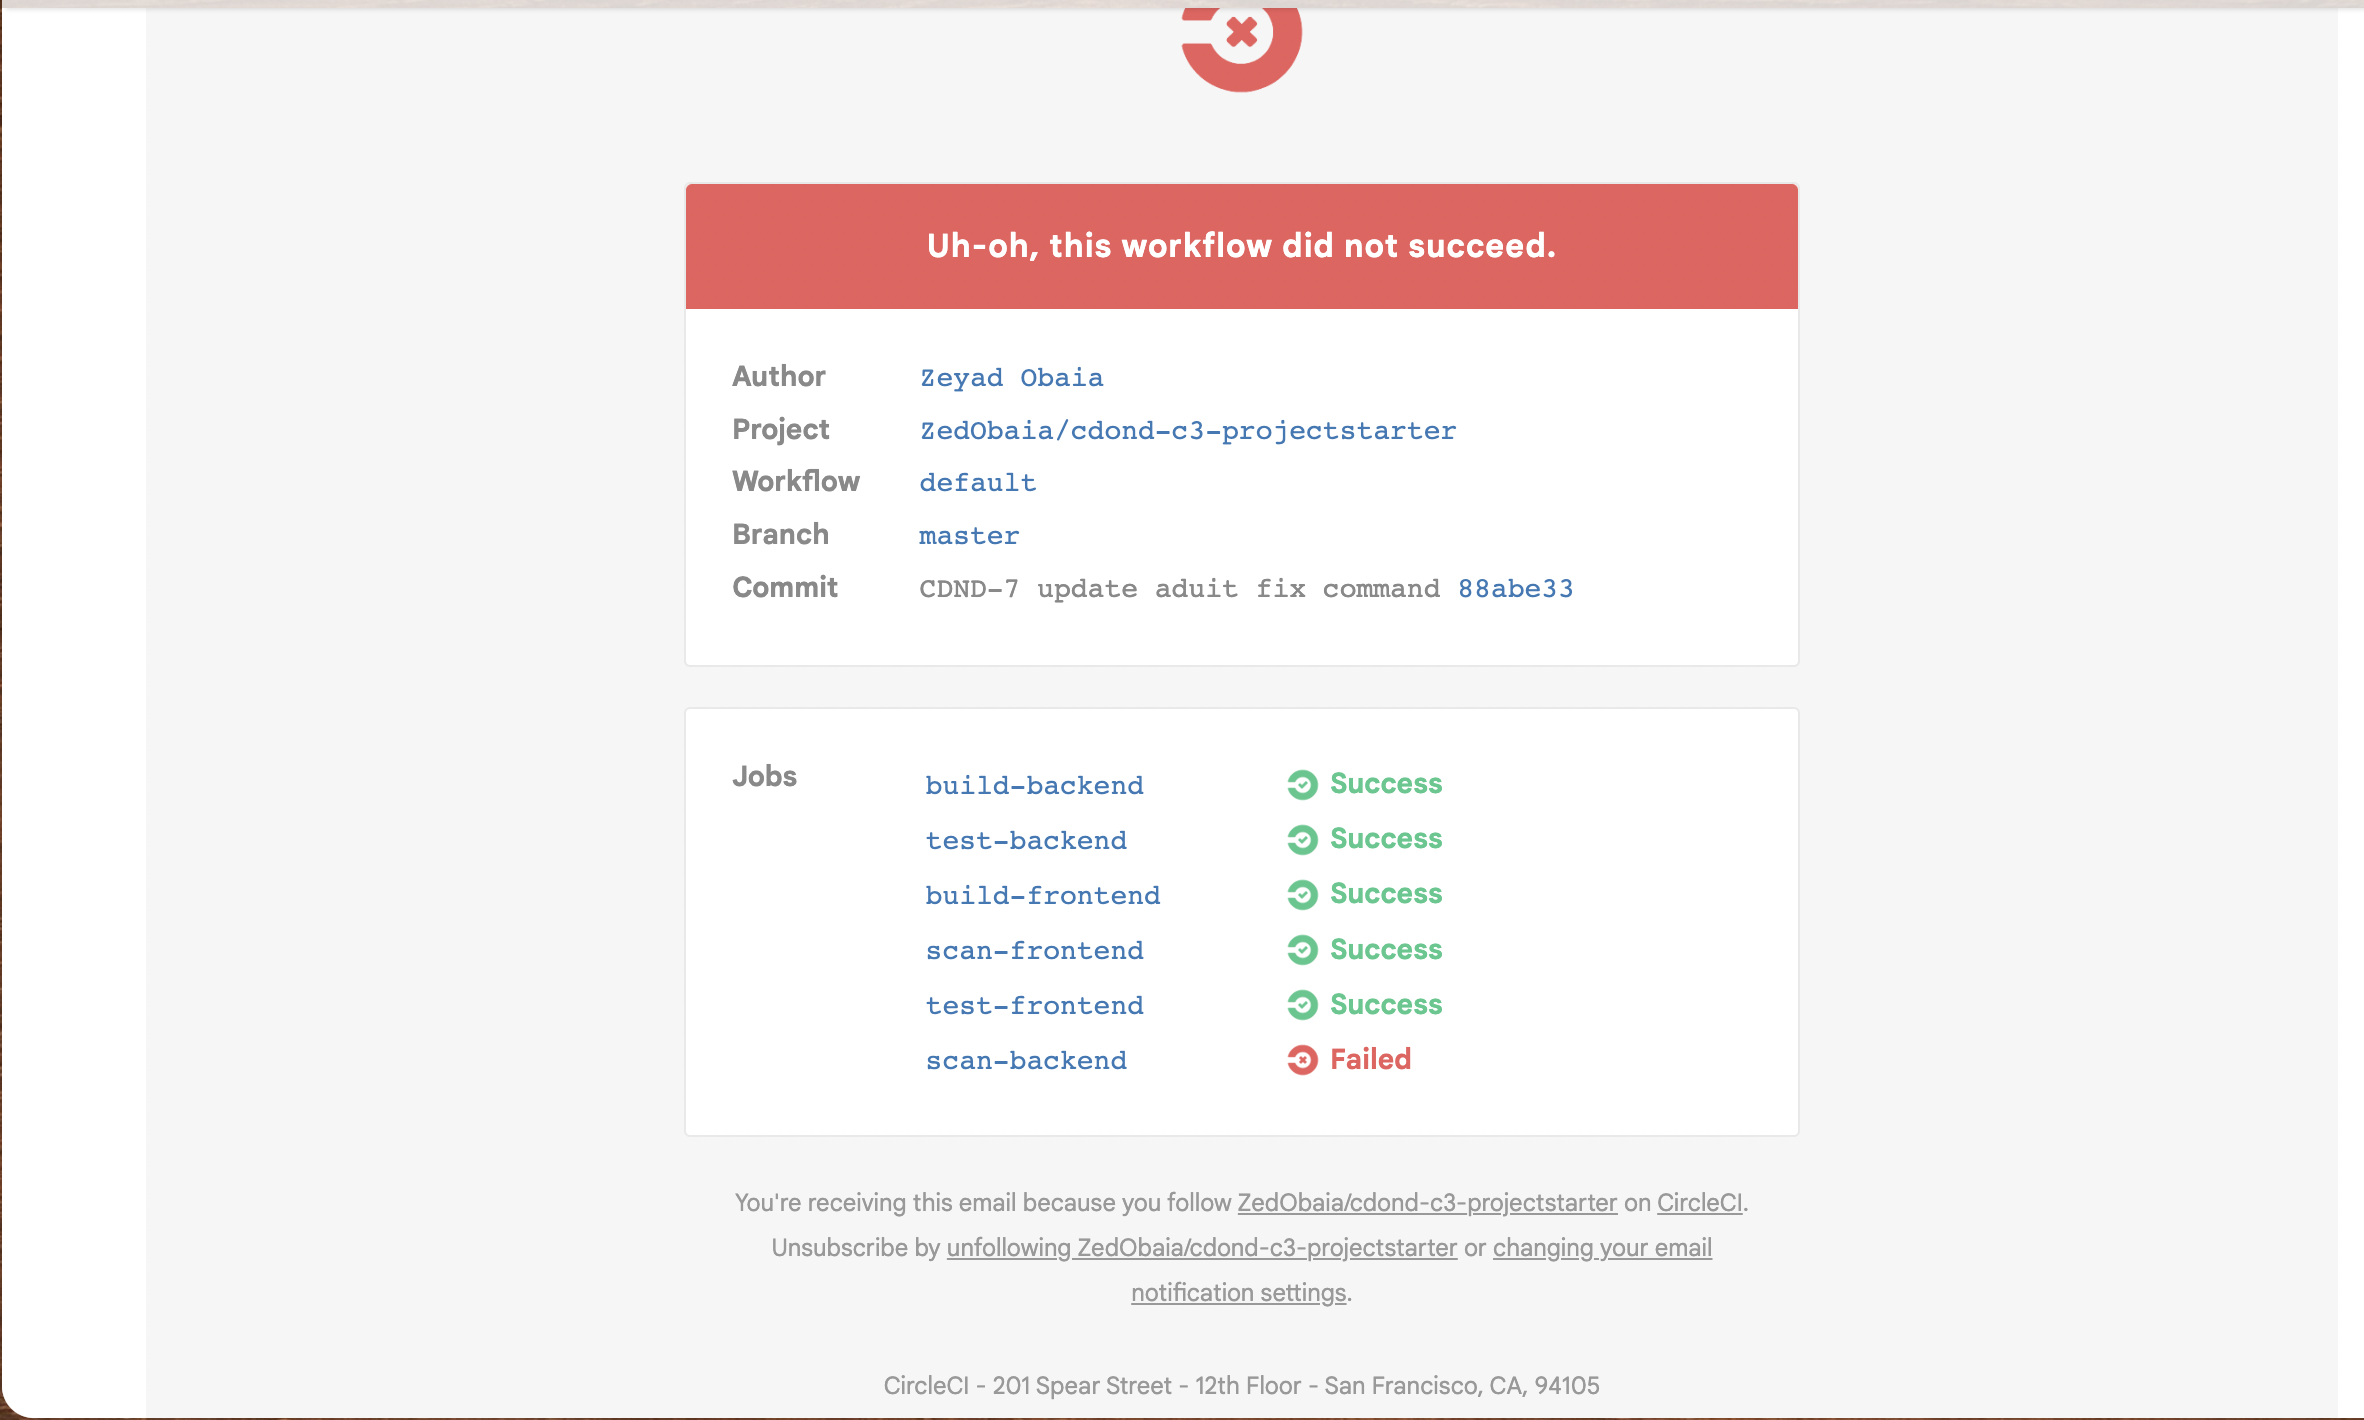 Uh-oh, this workflow did not succeed.
Author Zeyad Obaia
Project ZedObaia/cdond-c3-projectstarter
Workflow default
Branch master
Commit CDND-7 update aduit fix command 88abe33
Jobs build-backend Success
test-backend Success
build-frontend Success
scan-frontend Success
test-frontend Success
scan-backend Failed
You're receiving this email because you follow ZedObaia/cdond-c3-projectstarter on CircleCI.
Unsubscribe by unfollowing ZedObaia/cdond-c3-projectstarter or changing your email
notification settings.
CircleCI - 201 Spear Street - 12th Floor - San Francisco, CA, 94105